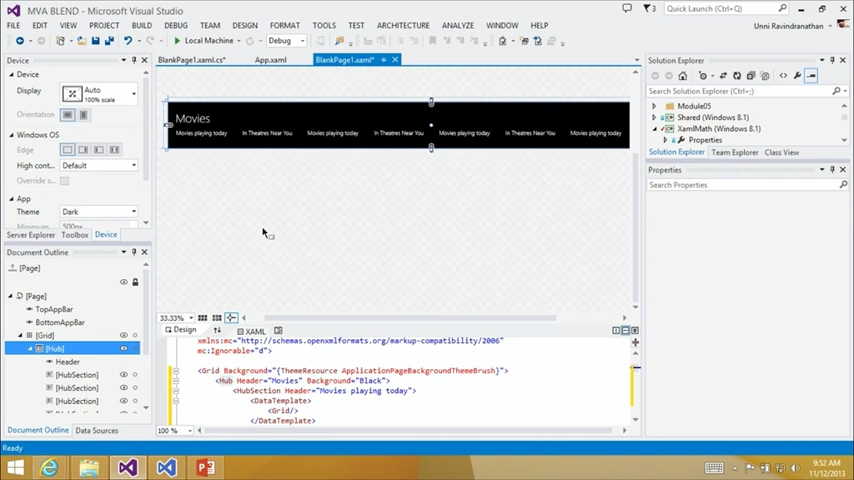 MVA BLEND - Microsoft Visual Studio
3
Quick Launch (Ctrl+Q)
FILE EDIT VIEW PROJECT BUILD DEBUG TEAM DESIGN FORMAT TOOLS TEST ARCHITECTURE ANALYZE WINDOW HELP
Unni Ravindranathan
Local Machine
Debug
Device
Device
Display
Auto
100% scale
Orientation
Windows OS
Edge
High cont...
Default
Override s...
App
Theme
Dark
Minimum
500px
Server Explorer Toolbox Device
Document Outline
[Page]
[Page]
TopAppBar
BottomAppBar
[Grid]
[Hub]
Header
[HubSection]
[HubSection]
[HubSection]
Document Outline Data Sources
BlankPage1.xaml.cs* App.xaml BlankPage1.xaml*
Movies
Movies playing today In Theatres Near You Movies playing today In Theatres Near You Movies playing today In Theatres Near You Movies playing today
33.33%
Design XAML
xmlns:mc="http://schemas.openxmlformats.org/markup-compatibility/2006"
mc:Ignorable="d">
<Grid Background="{ThemeResource ApplicationPageBackgroundThemeBrush}">
<Hub Header="Movies" Background="Black">
<HubSection Header="Movies playing today">
<DataTemplate>
<Grid/>
</DataTemplate>
100 %
Solution Explorer
Search Solution Explorer (Ctrl+;)
Module05
Shared (Windows 8.1)
XamlMath (Windows 8.1)
Properties
Solution Explorer Team Explorer Class View
Properties
Search Properties
Ready
9:52 AM
11/12/2013